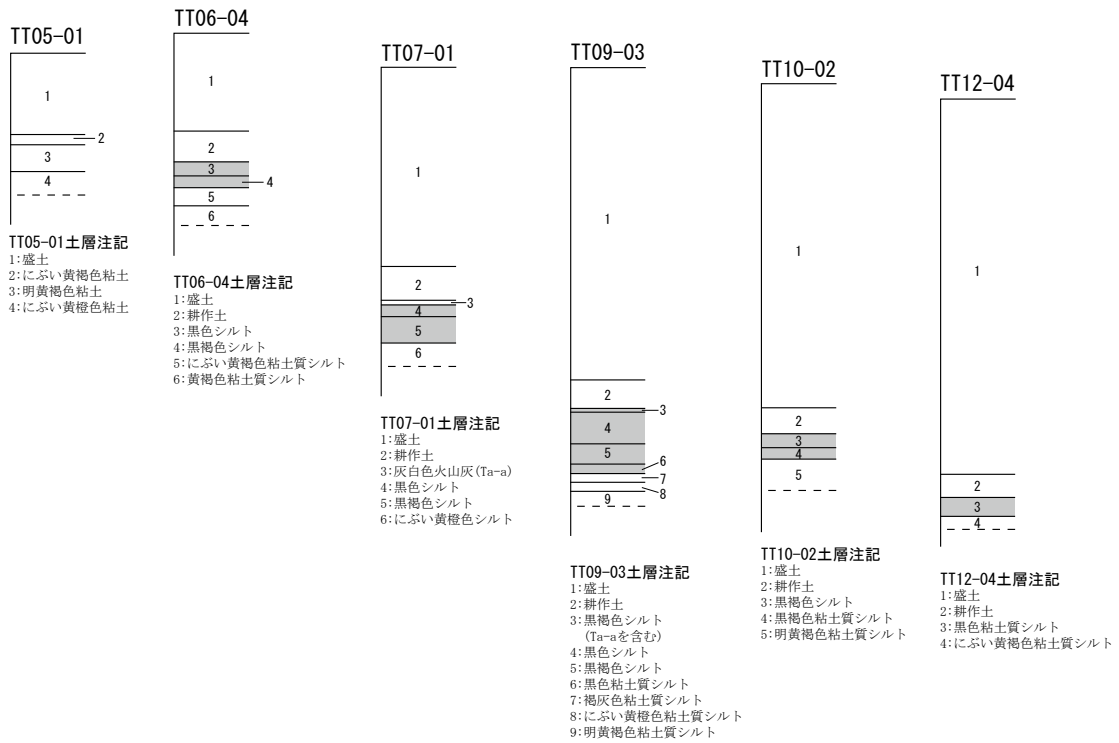 TT05-01
1
2
3
4
TT05-01土層注記
1:盛土
2:にぶい黄褐色粘土
3:明黄褐色粘土
4:にぶい黄橙色粘土
TT06-04
1
2
3
4
5
6
TT06-04土層注記
1:盛土
2:耕作土
3:黒色シルト
4:黒褐色シルト
5:にぶい黄褐色粘土質シルト
6:黄褐色粘土質シルト
TT07-01
1
2
3
4
5
6
TT07-01土層注記
1:盛土
2:耕作土
3:灰白色火山灰(Ta-a)
4:黒色シルト
5:黒褐色シルト
6:にぶい黄橙色シルト
TT09-03
1
2
3
4
5
6
7
8
9
TT09-03土層注記
1:盛土
2:耕作土
3:黒褐色シルト
(Ta-aを含む)
4:黒色シルト
5:黒褐色シルト
6:黒色粘土質シルト
7:褐灰色粘土質シルト
8:にぶい黄橙色粘土質シルト
9:明黄褐色粘土質シルト
TT10-02
1
2
3
4
5
TT10-02土層注記
1:盛土
2:耕作土
3:黒褐色シルト
4:黒褐色粘土質シルト
5:明黄褐色粘土質シルト
TT12-04
1
2
3
4
TT12-04土層注記
1:盛土
2:耕作土
3:黒色粘土質シルト
4:にぶい黄褐色粘土質シルト